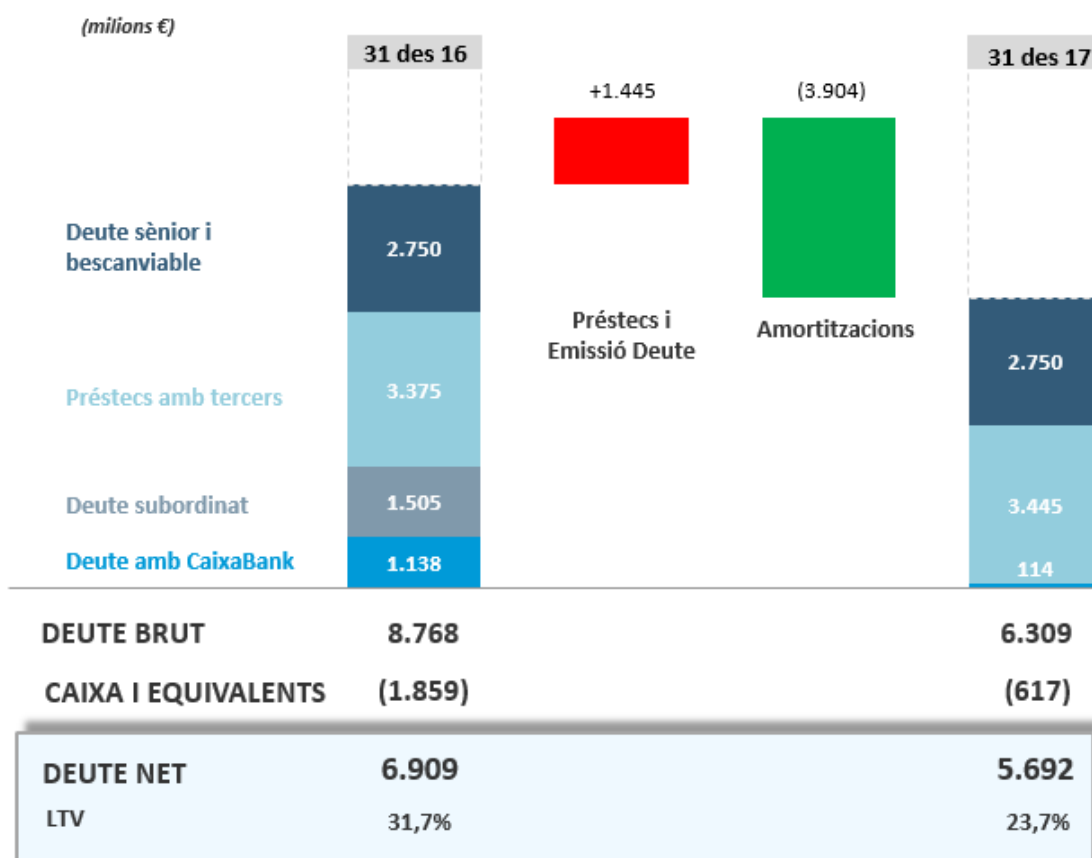 (milions €)
31 des 16
31 des 17
+1.445
(3.904)
Deute sènior i
bescanviable
2.750
Préstecs i
Emissió Deute
Amortitzacions
2.750
Préstecs amb tercers
3.375
Deute subordinat
1.505
3.445
Deute amb CaixaBank
1.138
114
DEUTE BRUT
8.768
6.309
CAIXA I EQUIVALENTS
(1.859)
(617)
DEUTE NET
6.909
5.692
LTV
31,7%
23,7%